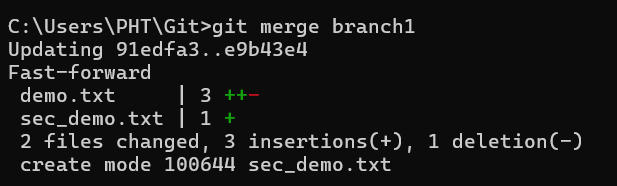 C:\Users\PHT\Git>git merge branch1
Updating 91edfa3..e9b43e4
Fast-forward
 demo.txt     | 3 ++-
 sec_demo.txt | 1 +
 2 files changed, 3 insertions(+), 1 deletion(-)
 create mode 100644 sec_demo.txt